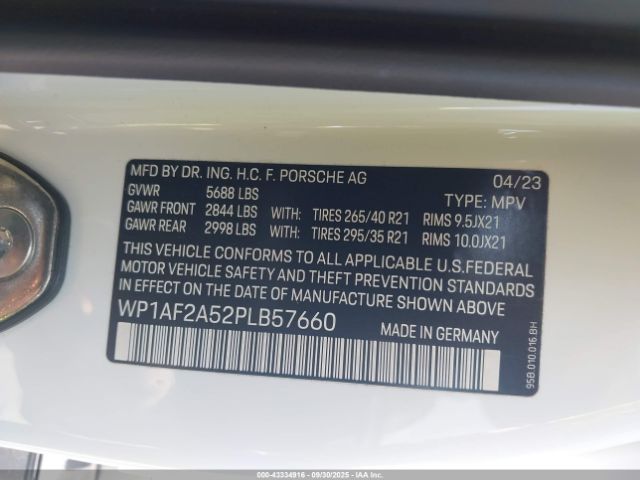 MFD BY DR. ING. H.C. F. PORSCHE AG 04/23
GVWR 5688 LBS TYPE: MPV
GAWR FRONT 2844 LBS WITH: TIRES 265/40 R21 RIMS 9.5JX21
GAWR REAR 2998 LBS WITH: TIRES 295/35 R21 RIMS 10.0JX21
THIS VEHICLE CONFORMS TO ALL APPLICABLE U.S.FEDERAL
MOTOR VEHICLE SAFETY AND THEFT PREVENTION STANDARDS
IN EFFECT ON THE DATE OF MANUFACTURE SHOWN ABOVE.
WP1AF2A52PLB57660 MADE IN GERMANY
95B.010.016.BH
000-43334916 - 09/30/2025 - IAA Inc.